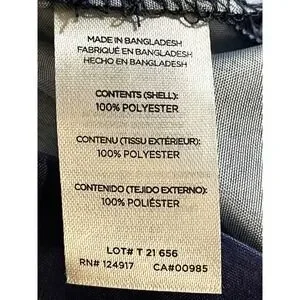 MADE IN BANGLADESH
FABRIQUÉ EN BANGLADESH
HECHO EN BANGLADESH
CONTENTS (SHELL):
100% POLYESTER
CONTENU (TISSU EXTÉRIEUR):
100% POLYESTER
CONTENIDO (TEJIDO EXTERNO):
100% POLIÉSTER
LOT# T 21 656
RN# 124917 CA#00985